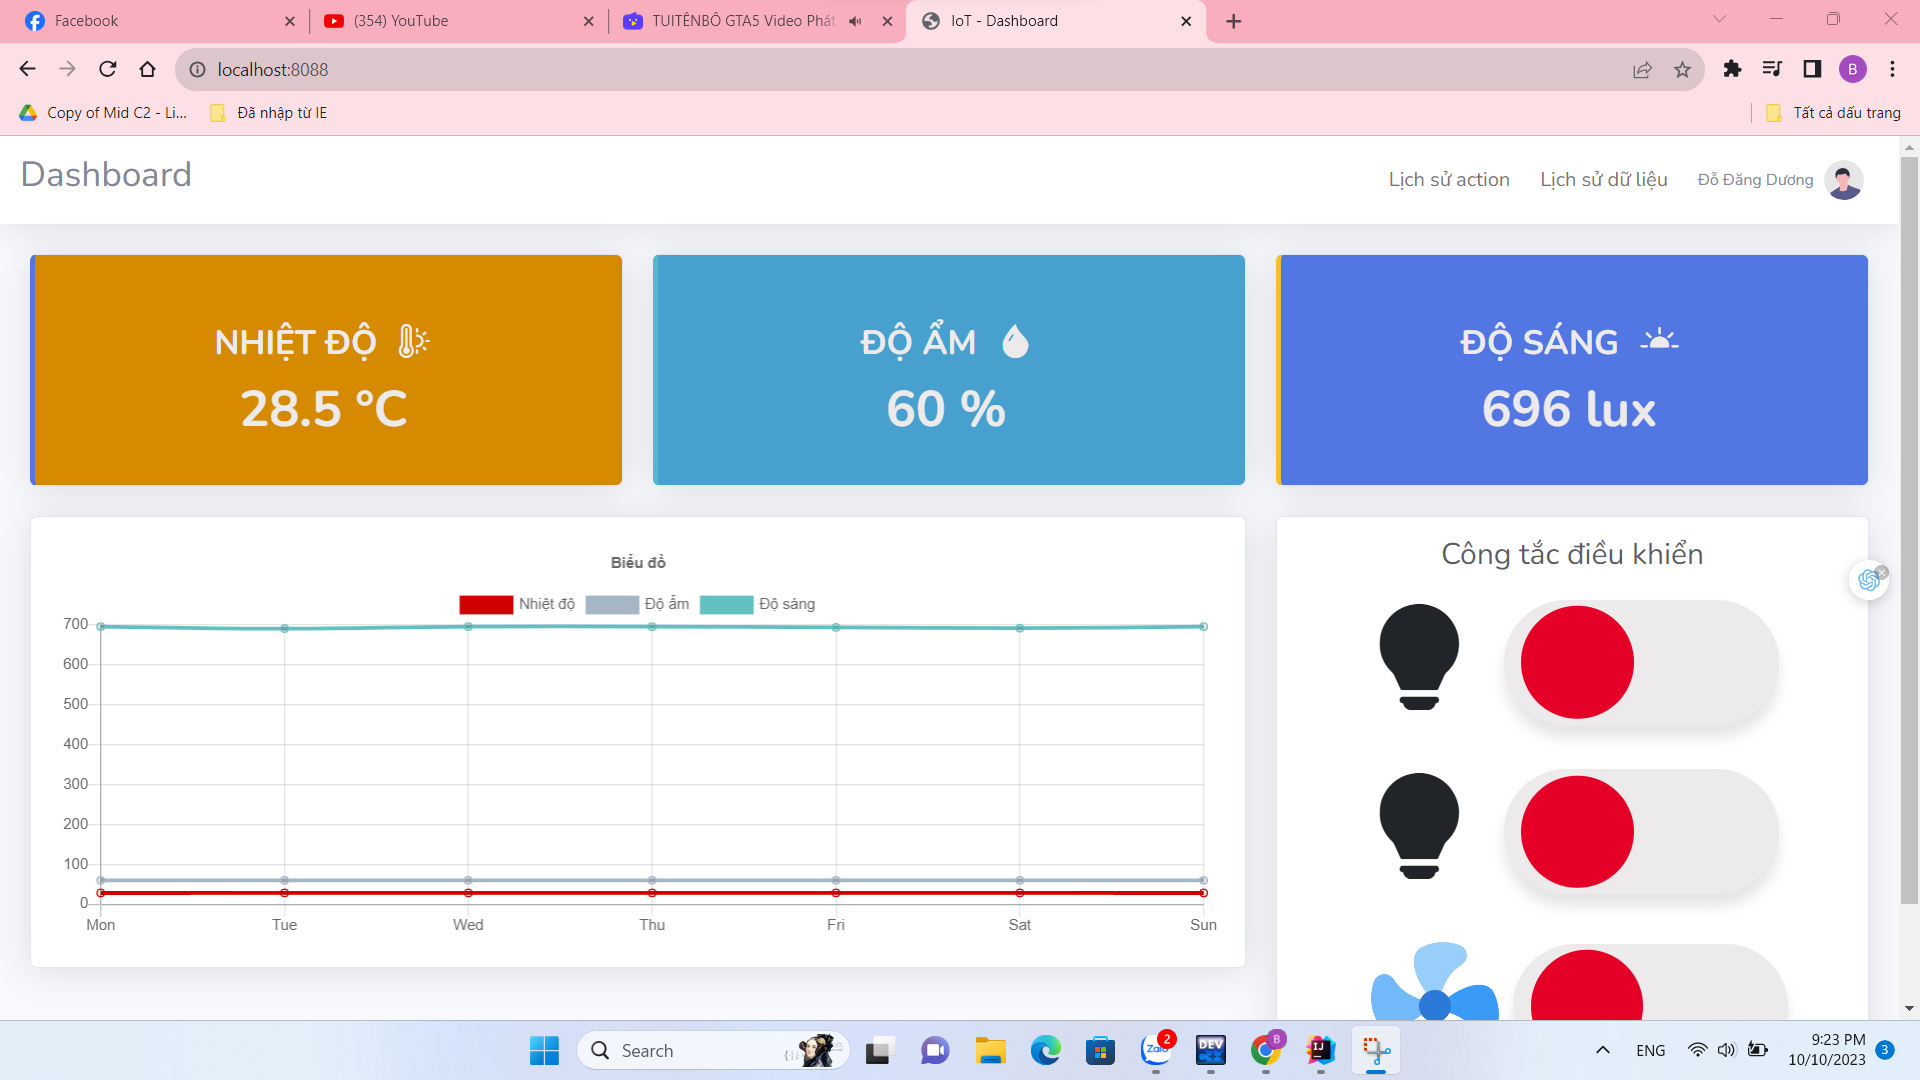 Facebook
(354) YouTube
TUITÊNBÔ GTA5 Video Phát
IoT - Dashboard
localhost:8088
B
Copy of Mid C2 - Li...
Đã nhập từ IE
Tất cả dấu trang
Dashboard
Lịch sử action
Lịch sử dữ liệu
Đỗ Đăng Dương
NHIỆT ĐỘ
28.5 °C
ĐỘ ẨM
60 %
ĐỘ SÁNG
696 lux
Biểu đồ
Nhiệt độ
Độ ẩm
Độ sáng
700
600
500
400
300
200
100
0
Mon
Tue
Wed
Thu
Fri
Sat
Sun
Công tắc điều khiển
Search
Zalo
2
DEV
C++
B
IJ
ENG
9:23 PM
10/10/2023
3